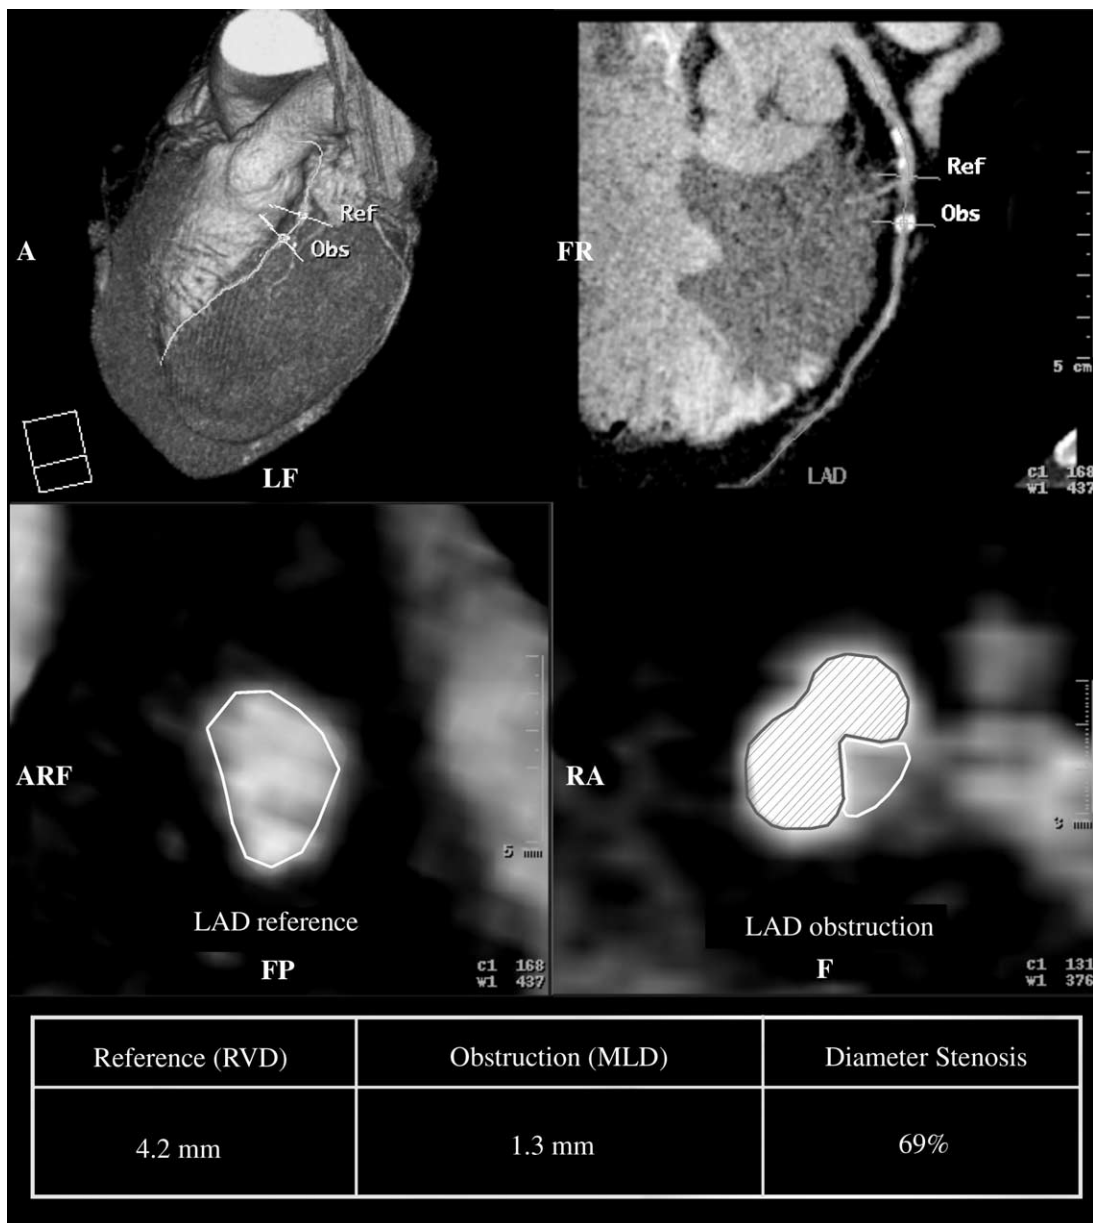 Ref
Obs
A
LF
Ref
Obs
FR
5 cm
LAD
c1 168
w1 437
ARF
5
LAD reference
FP
c1 168
w1 437
RA
3
LAD obstruction
F
c1 131
w1 376
Reference (RVD) Obstruction (MLD) Diameter Stenosis
4.2 mm 1.3 mm 69%